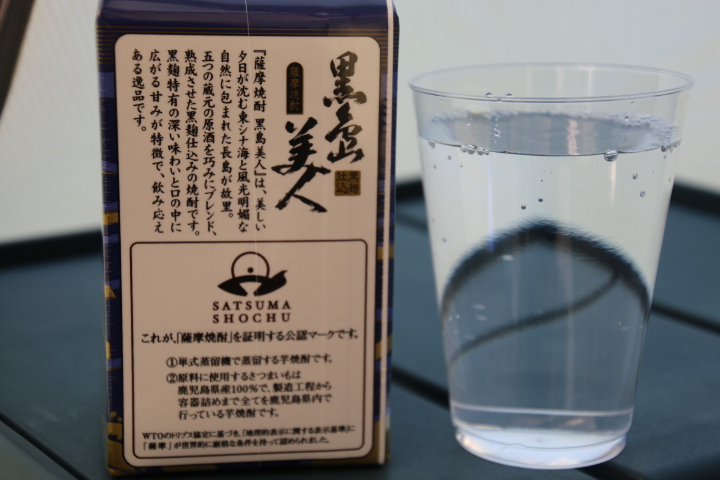 黒島
美人
薩摩焼酎
黒麹
仕込
『薩摩焼酎 黒島美人』は、美しい
夕日が沈む東シナ海と風光明媚な
自然に包まれた長島が故里。
五つの蔵元の原酒を巧みにブレンド、
熟成させた黒麹仕込みの焼酎です。
黒麹特有の深い味わいと口の中に
広がる甘みが特徴で、飲み応え
ある逸品です。
SATSUMA
SHOCHU
これが、「薩摩焼酎」を証明する公認マークです。
①単式蒸留機で蒸留する芋焼酎です。
②原料に使用するさつまいもは
鹿児島県産100%で、製造工程から
容器詰めまで全てを鹿児島県内で
行っている芋焼酎です。
WTOのトリプス協定に基づき、「地理的表示に関する表示基準」に
「薩摩」が世界的に厳格な条件を持って認められました。